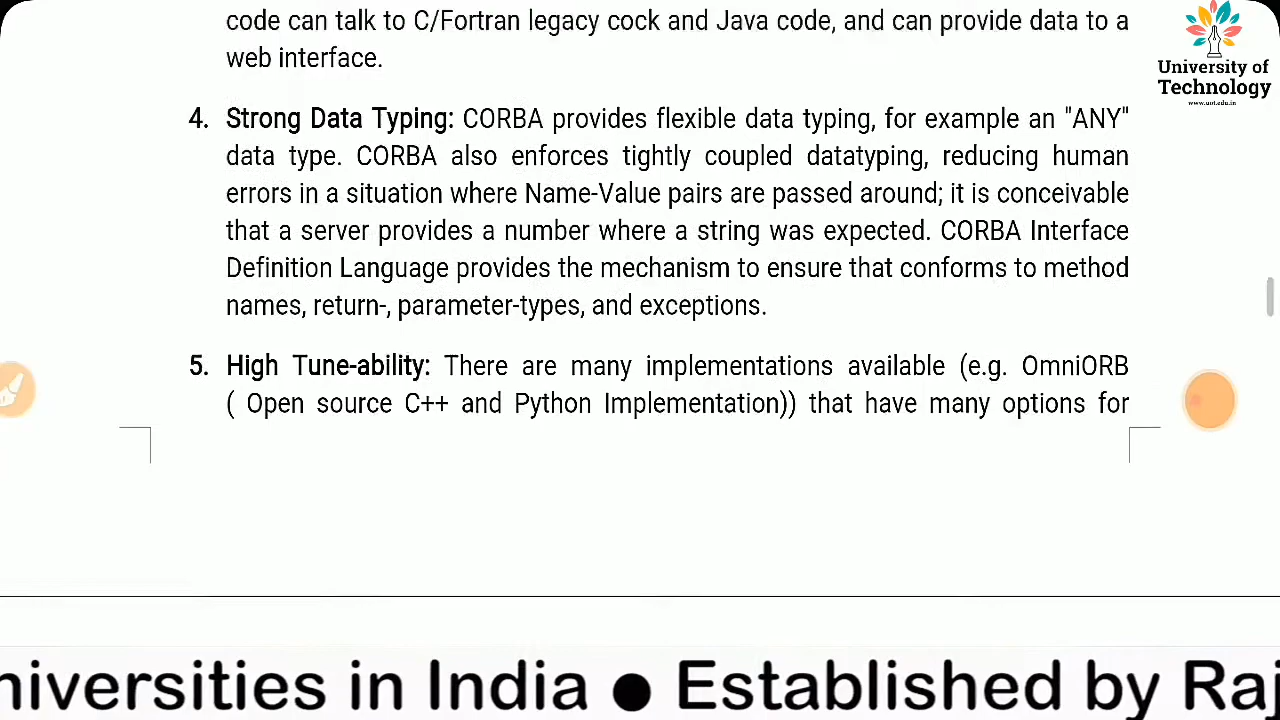 code can talk to C/Fortran legacy cock and Java code, and can provide data to a
web interface.
University of
Technology
www.uot.edu.in
4. Strong Data Typing: CORBA provides flexible data typing, for example an "ANY"
data type. CORBA also enforces tightly coupled datatyping, reducing human
errors in a situation where Name-Value pairs are passed around; it is conceivable
that a server provides a number where a string was expected. CORBA Interface
Definition Language provides the mechanism to ensure that conforms to method
names, return-, parameter-types, and exceptions.
5. High Tune-ability: There are many implementations available (e.g. OmniORB
( Open source C++ and Python Implementation)) that have many options for
niversities in India ● Established by Raj